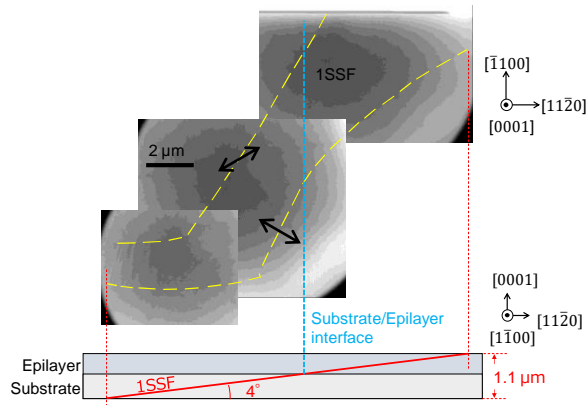 1SSF
[1̅100]
[112̅0]
[0001]
2 μm
Substrate/Epilayer
interface
[0001]
[112̅0]
[11̅00]
Epilayer
Substrate
1SSF
4°
1.1 μm